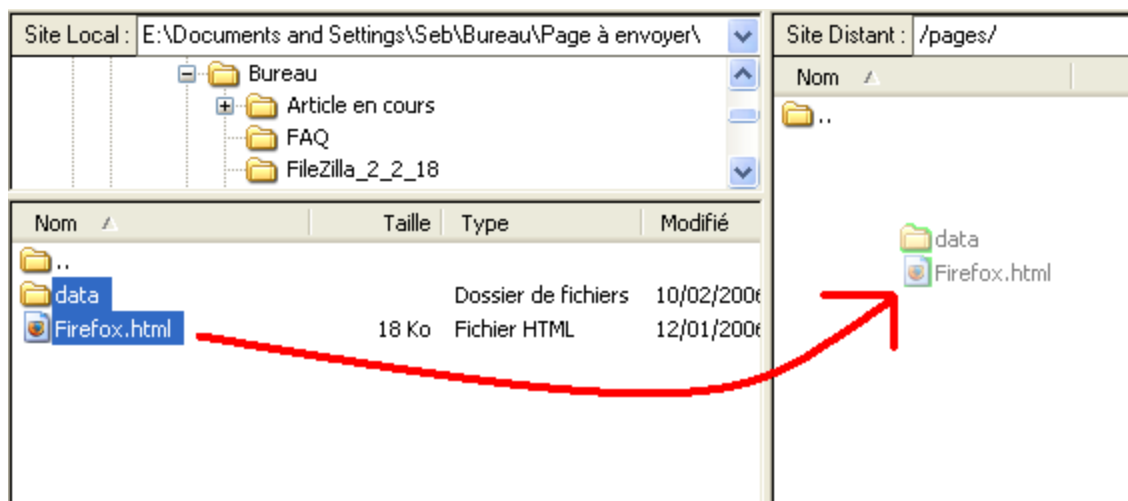 Site Local : E:\Documents and Settings\Seb\Bureau\Page à envoyer\
Bureau
Article en cours
FAQ
FileZilla_2_2_18
Nom Taille Type Modifié
..
data Dossier de fichiers 10/02/2006
Firefox.html 18 Ko Fichier HTML 12/01/2006
Site Distant : /pages/
Nom
..
data
Firefox.html